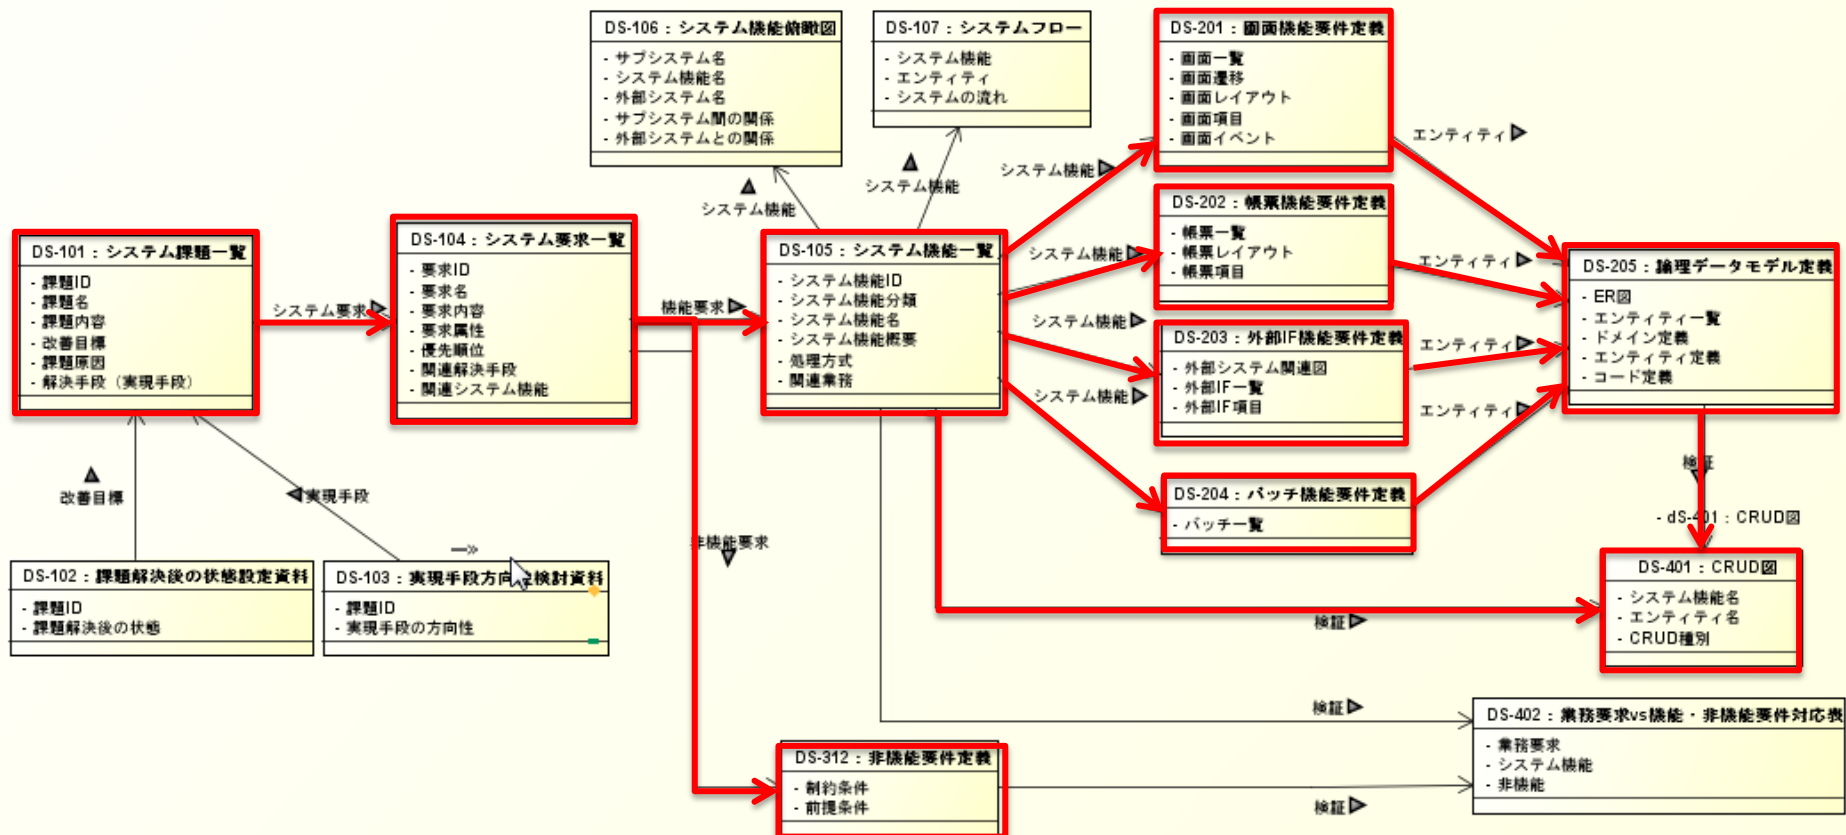 DS-106：システム機能俯瞰図
- サブシステム名
- システム機能名
- 外部システム名
- サブシステム間の関係
- 外部システムとの関係
DS-107：システムフロー
- システム機能
- エンティティ
- システムの流れ
DS-201：画面機能要件定義
- 画面一覧
- 画面遷移
- 画面レイアウト
- 画面項目
- 画面イベント
エンティティ
システム機能
システム機能
システム機能
DS-202：帳票機能要件定義
- 帳票一覧
- 帳票レイアウト
- 帳票項目
DS-101：システム課題一覧
- 課題ID
- 課題名
- 課題内容
- 改善目標
- 課題原因
- 解決手段（実現手段）
システム要求
DS-104：システム要求一覧
- 要求ID
- 要求名
- 要求内容
- 要求属性
- 優先順位
- 関連解決手段
- 関連システム機能
機能要求
DS-105：システム機能一覧
- システム機能ID
- システム機能分類
- システム機能名
- システム機能概要
- 処理方式
- 関連業務
システム機能
エンティティ
DS-205：論理データモデル定義
- ER図
- エンティティ一覧
- ドメイン定義
- エンティティ定義
- コード定義
システム機能
DS-203：外部IF機能要件定義
- 外部システム関連図
- 外部IF一覧
- 外部IF項目
エンティティ
システム機能
エンティティ
改善目標
実現手段
DS-204：バッチ機能要件定義
- バッチ一覧
検証
- dS-401：CRUD図
非機能要求
DS-102：課題解決後の状態設定資料
- 課題ID
- 課題解決後の状態
DS-103：実現手段方向性検討資料
- 課題ID
- 実現手段の方向性
DS-401：CRUD図
- システム機能名
- エンティティ名
- CRUD種別
検証
検証
DS-402：業務要求vs機能・非機能要件対応表
- 業務要求
- システム機能
- 非機能
DS-312：非機能要件定義
- 制約条件
- 前提条件
検証